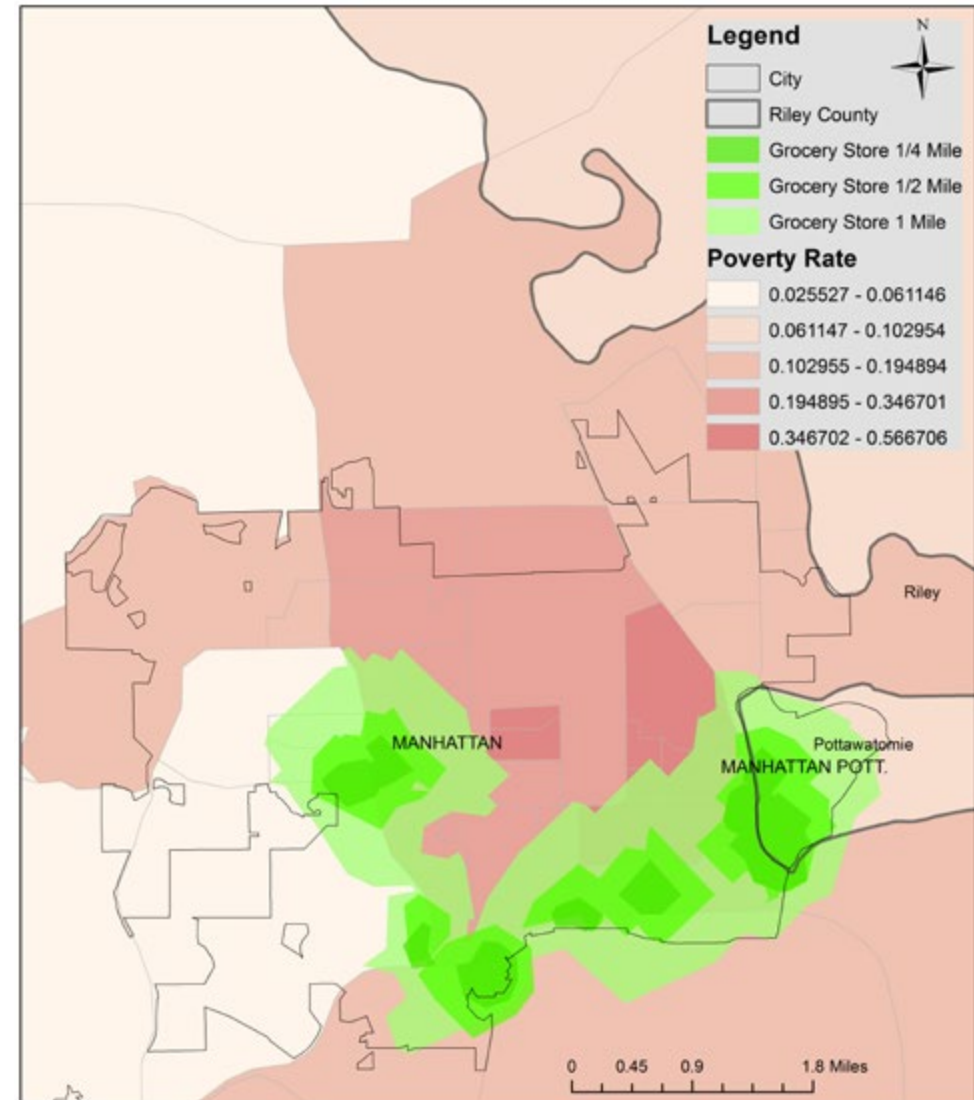 Legend
N
City
Riley County
Grocery Store 1/4 Mile
Grocery Store 1/2 Mile
Grocery Store 1 Mile
Poverty Rate
0.025527 - 0.061146
0.061147 - 0.102954
0.102955 - 0.194894
0.194895 - 0.346701
0.346702 - 0.566706
Riley
MANHATTAN
Pottawatomie
MANHATTAN POTT.
0 0.45 0.9 1.8 Miles